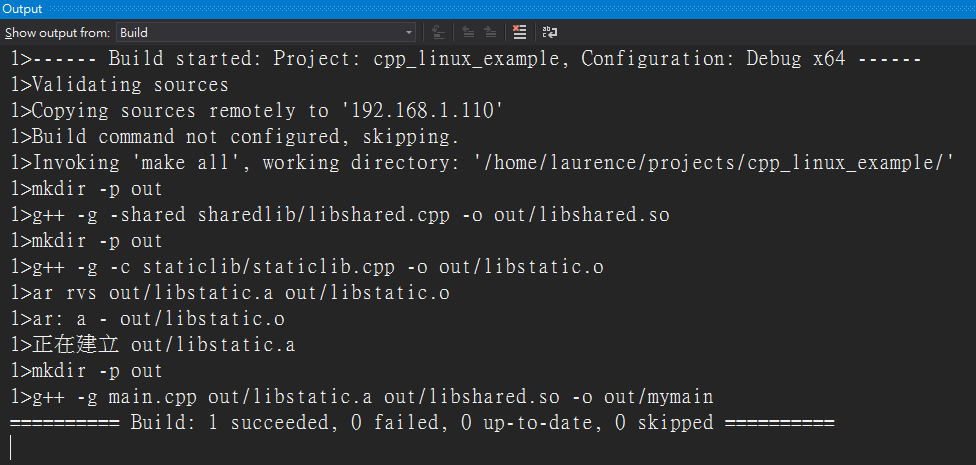 Output
Show output from: Build
1>------ Build started: Project: cpp_linux_example, Configuration: Debug x64 ------
1>Validating sources
1>Copying sources remotely to '192.168.1.110'
1>Build command not configured, skipping.
1>Invoking 'make all', working directory: '/home/laurence/projects/cpp_linux_example/'
1>mkdir -p out
1>g++ -g -shared sharedlib/libshared.cpp -o out/libshared.so
1>mkdir -p out
1>g++ -g -c staticlib/staticlib.cpp -o out/libstatic.o
1>ar rvs out/libstatic.a out/libstatic.o
1>ar: a - out/libstatic.o
1>正在建立 out/libstatic.a
1>mkdir -p out
1>g++ -g main.cpp out/libstatic.a out/libshared.so -o out/mymain
========== Build: 1 succeeded, 0 failed, 0 up-to-date, 0 skipped ==========